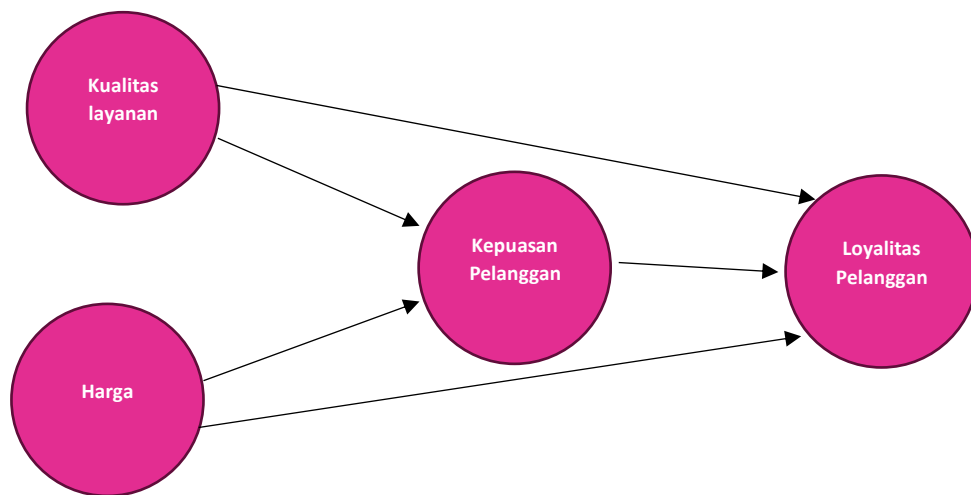 Kualitas
layanan
Kepuasan
Pelanggan
Loyalitas
Pelanggan
Harga